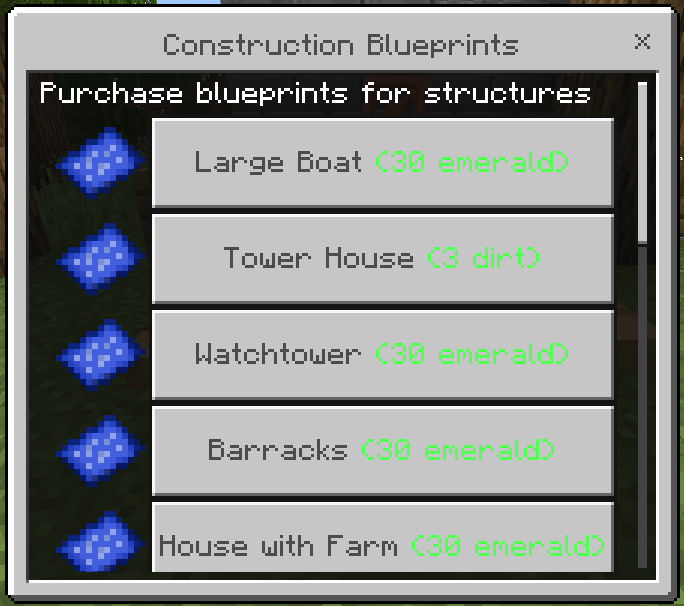 Construction Blueprints
Purchase blueprints for structures
Large Boat (30 emerald)
Tower House (3 dirt)
Watchtower (30 emerald)
Barracks (30 emerald)
House with Farm (30 emerald)